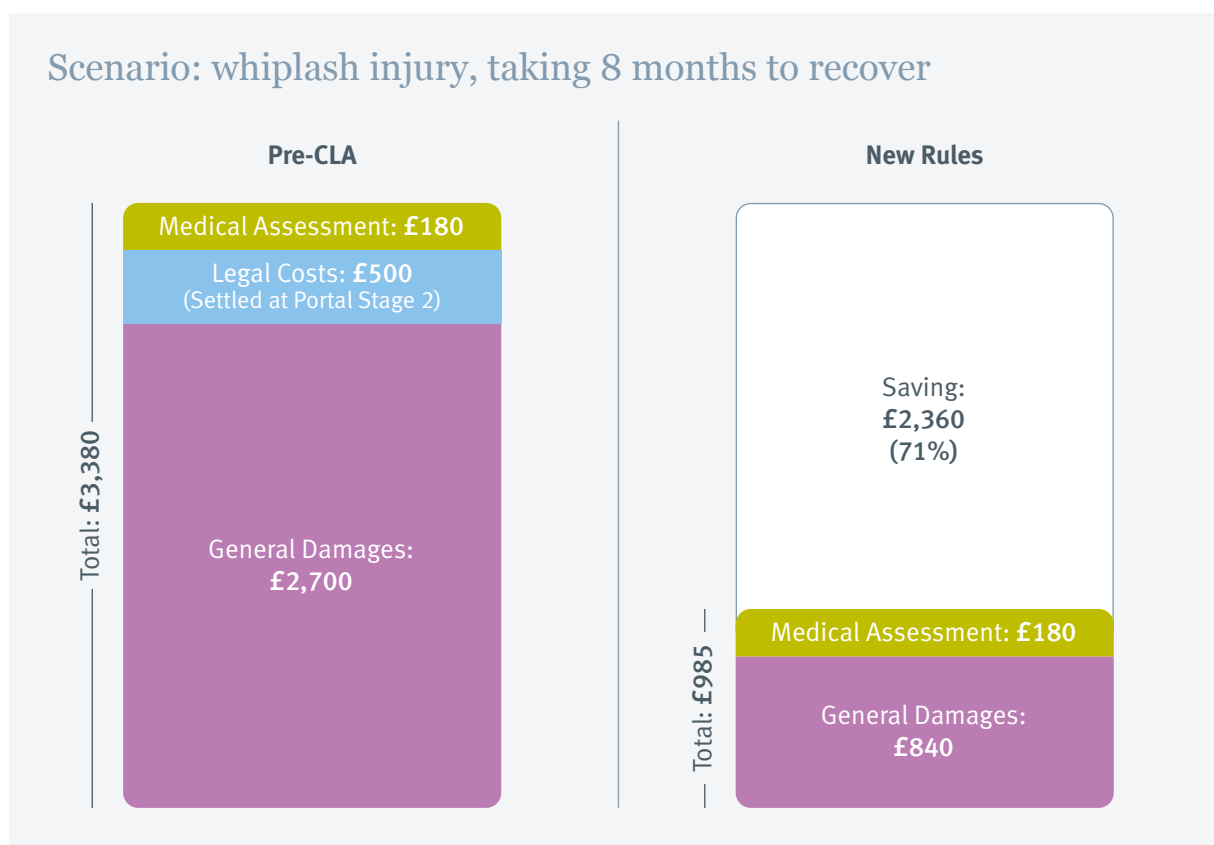 Scenario: whiplash injury, taking 8 months to recover
Pre-CLA
Total: £3,380
Medical Assessment: £180
Legal Costs: £500
(Settled at Portal Stage 2)
General Damages:
£2,700
New Rules
Saving:
£2,360
(71%)
Total: £985
Medical Assessment: £180
General Damages:
£840